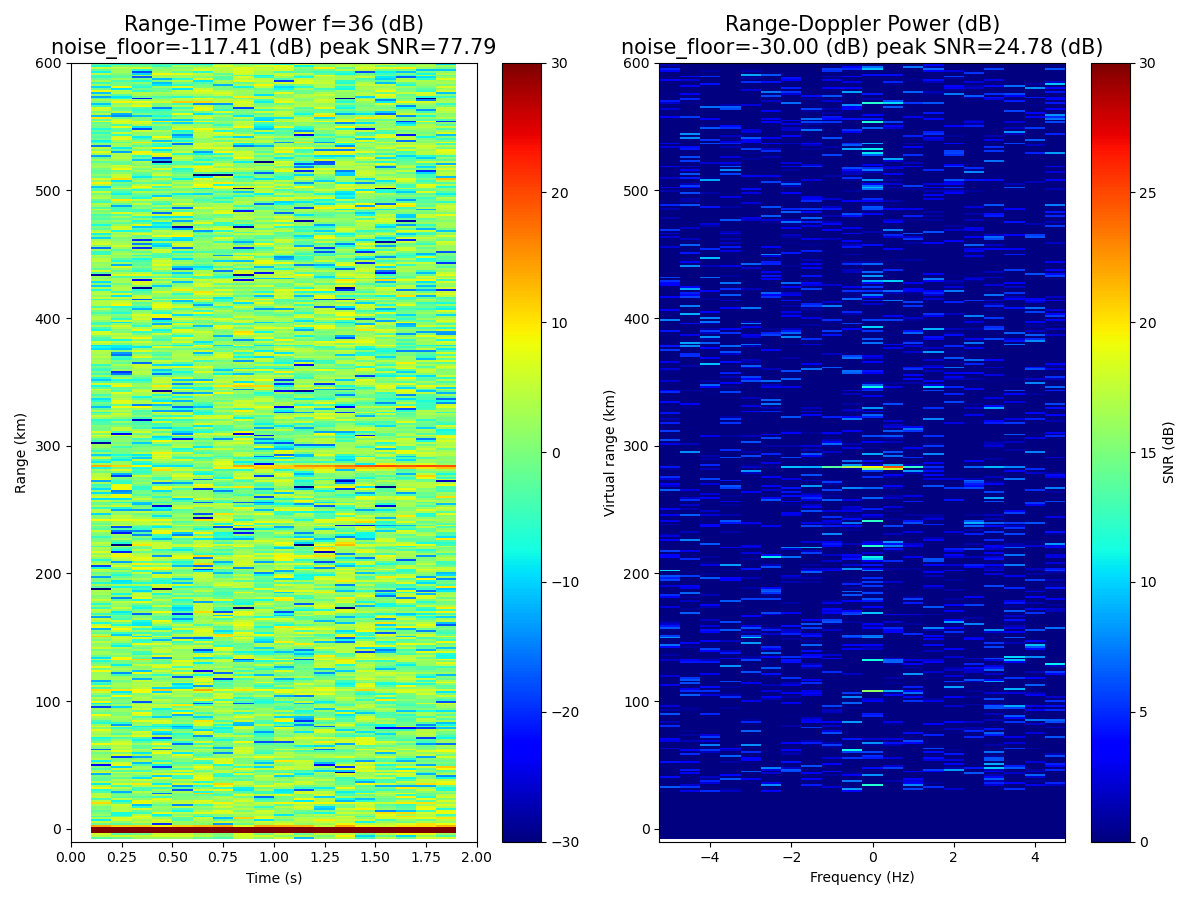 Range-Time Power f=36 (dB)
noise_floor=-117.41 (dB) peak SNR=77.79
Range (km)
600
500
400
300
200
100
0
0.00 0.25 0.50 0.75 1.00 1.25 1.50 1.75 2.00
Time (s)
30
20
10
0
−10
−20
−30
Range-Doppler Power (dB)
noise_floor=-30.00 (dB) peak SNR=24.78 (dB)
Virtual range (km)
600
500
400
300
200
100
0
−4 −2 0 2 4
Frequency (Hz)
30
25
20
15
10
5
0
SNR (dB)